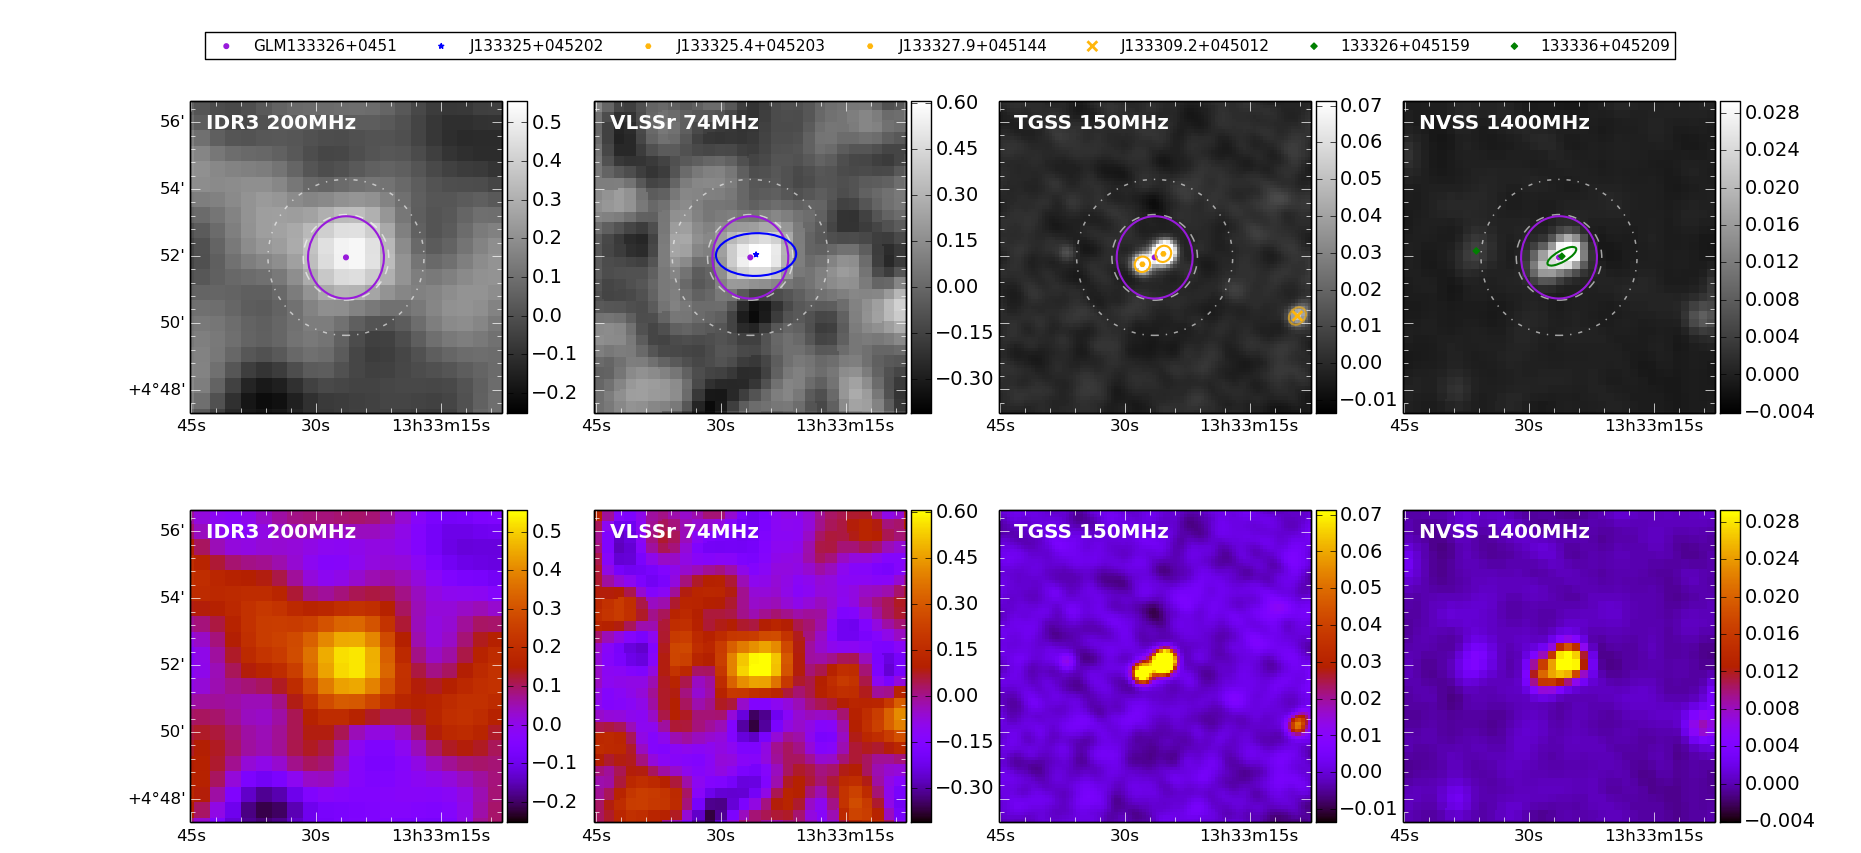 GLM133326+0451 J133325+045202 J133325.4+045203 J133327.9+045144 J133309.2+045012 133326+045159 133336+045209
IDR3 200MHz VLSSr 74MHz TGSS 150MHz NVSS 1400MHz
56' 54' 52' 50' +4°48'
0.5 0.4 0.3 0.2 0.1 0.0 −0.1 −0.2
0.60 0.45 0.30 0.15 0.00 −0.15 −0.30
0.07 0.06 0.05 0.04 0.03 0.02 0.01 0.00 −0.01
0.028 0.024 0.020 0.016 0.012 0.008 0.004 0.000 −0.004
45s 30s 13h33m15s 45s 30s 13h33m15s 45s 30s 13h33m15s 45s 30s 13h33m15s
IDR3 200MHz VLSSr 74MHz TGSS 150MHz NVSS 1400MHz
56' 54' 52' 50' +4°48'
0.5 0.4 0.3 0.2 0.1 0.0 −0.1 −0.2
0.60 0.45 0.30 0.15 0.00 −0.15 −0.30
0.07 0.06 0.05 0.04 0.03 0.02 0.01 0.00 −0.01
0.028 0.024 0.020 0.016 0.012 0.008 0.004 0.000 −0.004
45s 30s 13h33m15s 45s 30s 13h33m15s 45s 30s 13h33m15s 45s 30s 13h33m15s